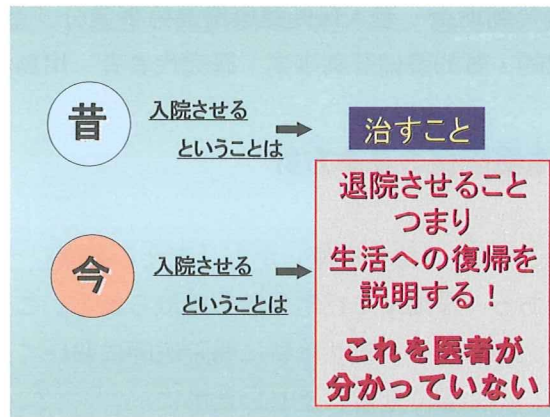 昔
入院させる
ということは
治すこと
今
入院させる
ということは
退院させること
つまり
生活への復帰を
説明する！
これを医者が
分かっていない